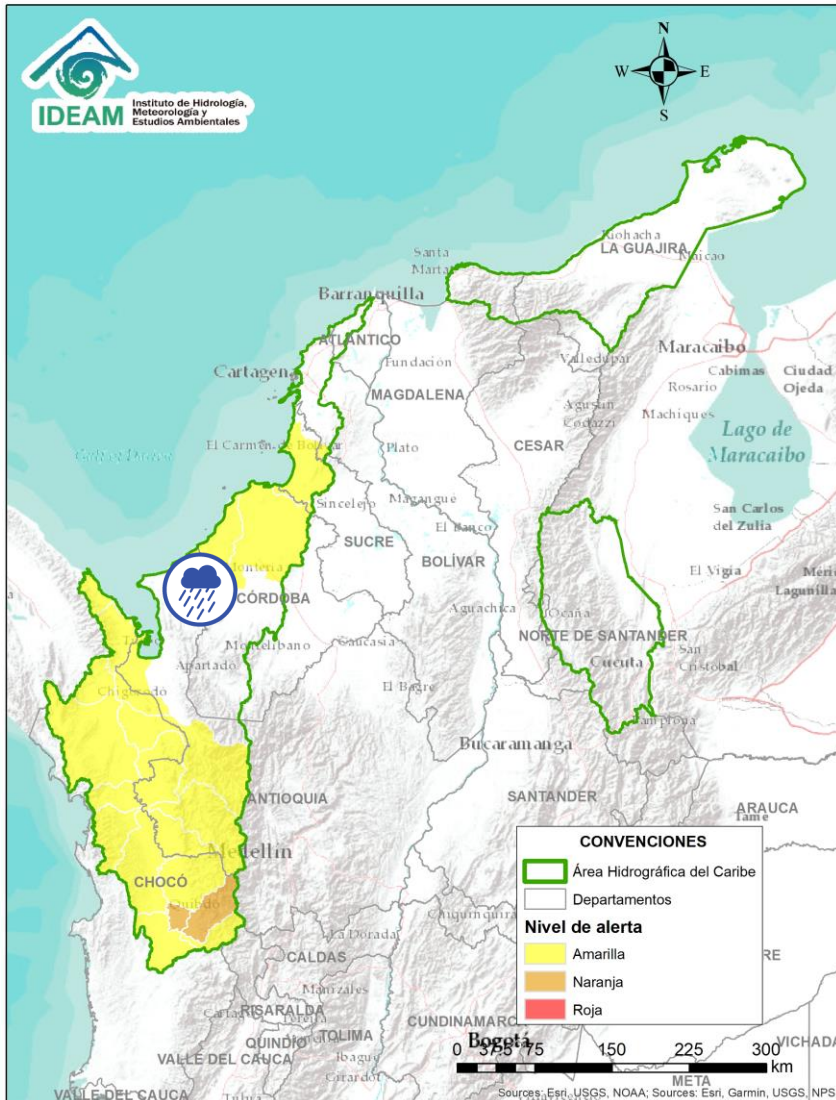 IDEAM
Instituto de Hidrología,
Meteorología y
Estudios Ambientales
N
W
E
S
Riohacha
LA GUAJIRA
Maicao
Santa
Marta
Barranquilla
ATLÁNTICO
Cartagena
Fundación
Valledupar
Maracaibo
Cabimas
Ciudad
Ojeda
Rosario
MAGDALENA
Machiques
Agustín
Codazzi
El Carmen de Bolívar
Plato
CESAR
Lago de
Maracaibo
Sincelejo
Magangué
San Carlos
del Zulia
El Banco
SUCRE
BOLÍVAR
Montería
El Vigía
CÓRDOBA
Aguachica
Ocaña
NORTE DE SANTANDER
Montelíbano
Caucasia
San
Cristóbal
Apartadó
Cucuta
El Bagre
Chigorodó
Pamplona
Bucaramanga
ANTIOQUIA
SANTANDER
ARAUCA
Tame
Medellín
CHOCÓ
Quibdó
La Dorada
CALDAS
Manizales
RISARALDA
Pereira
QUINDÍO
TOLIMA
Ibagué
Girardot
VALLE DEL CAUCA
VALLE DEL CAUCA
CUNDINAMARC
Bogotá
META
VICHADA
CONVENCIONES
Área Hidrográfica del Caribe
Departamentos
Nivel de alerta
Amarilla
Naranja
Roja
0 37,5 75 150 225 300
km
Sources: Esri, USGS, NOAA; Sources: Esri, Garmin, USGS, NPS